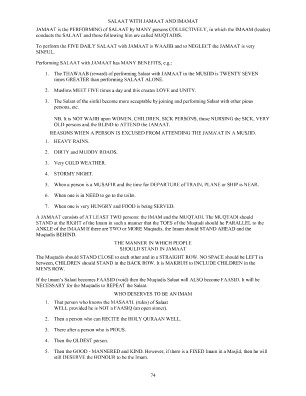 SALAAT WITH JAMAAT AND IMAMAT
JAMAAT is the PERFORMING of SALAAT by MANY persons COLLECTIVELY, in which the IMAAM (leader)
conducts the SALAAT and those following him are called MUQTADIS.
To perform the FIVE DAILY SALAAT with JAMAAT is WAAJIB and to NEGLECT the JAMAAT is very
SINFUL.
Performing SALAAT with JAMAAT has MANY BENEFITS, e.g.:
1. The THAWAAB (reward) of performing Salaat with JAMAAT in the MUSJID is TWENTY SEVEN
times GREATER than performing SALAAT ALONE.
2. Muslims MEET FIVE times a day and this creates LOVE and UNITY.
3. The Salaat of the sinful become more acceptable by joining and performing Salaat with other pious
persons, etc.
NB. It is NOT WAJIB upon WOMEN, CHILDREN, SICK PERSONS, those NURSING the SICK, VERY
OLD persons and the BLIND to ATTEND the JAMAAT.
REASONS WHEN A PERSON IS EXCUSED FROM ATTENDING THE JAMA'AT IN A MUSJID.
1. HEAVY RAINS.
2. DIRTY and MUDDY ROADS.
3. Very COLD WEATHER.
4. STORMY NIGHT.
5. When a person is a MUSAFIR and the time for DEPARTURE of TRAIN, PLANE or SHIP is NEAR.
6. When one is in NEED to go to the toilet.
7. When one is very HUNGRY and FOOD is being SERVED.
A JAMAAT consists of AT LEAST TWO persons: the IMAM and the MUQTADI. The MUQTADI should
stand at the RIGHT of the Imam in such a manner that the TOES of the Muqtadi should be PARALLEL to
the ANKLE of the IMAAM If there are TWO or MORE Muqtadis, the Imam should STAND AHEAD and the
Muqtadis BEHIND.
THE MANNER IN WHICH PEOPLE
SHOULD STAND IN JAMAAT
The Muqtadis should STAND CLOSE to each other and in a STRAIGHT ROW. NO SPACE should be LEFT in
between. CHILDREN should STAND in the BACK ROW. It is MAKRUH to INCLUDE CHILDREN in the
MEN'S ROW.
If the Imam's Salaat becomes FAASID (void) then the Muqtadis Salaat will ALSO become FAASID. It will be
NECESSARY for the Muqtadis to REPEAT the Salaat.
WHO DESERVES TO BE AN IMAM
1. That person who knows the MASAA'IL (rules) of Salaat
WELL provided he is NOT a FAASIQ (an open sinner).
2. Then a person who can RECITE the HOLY QURAAN WELL.
3. There after a person who is PIOUS.
4. Then the OLDEST person.
5. Then the GOOD - MANNERED and KIND. However, if there is a FIXED Imam in a Masjid, then he will
still DESERVE the HONOUR to be the Imam.
74